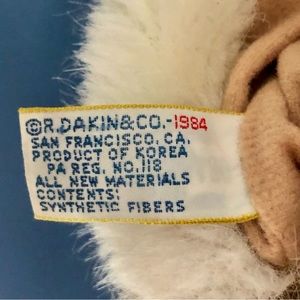 ©R.DAKIN&CO.-1984
SAN FRANCISCO,CA.
PRODUCT OF KOREA
PA REG. NO.118
ALL NEW MATERIALS
CONTENTS:
SYNTHETIC FIBERS